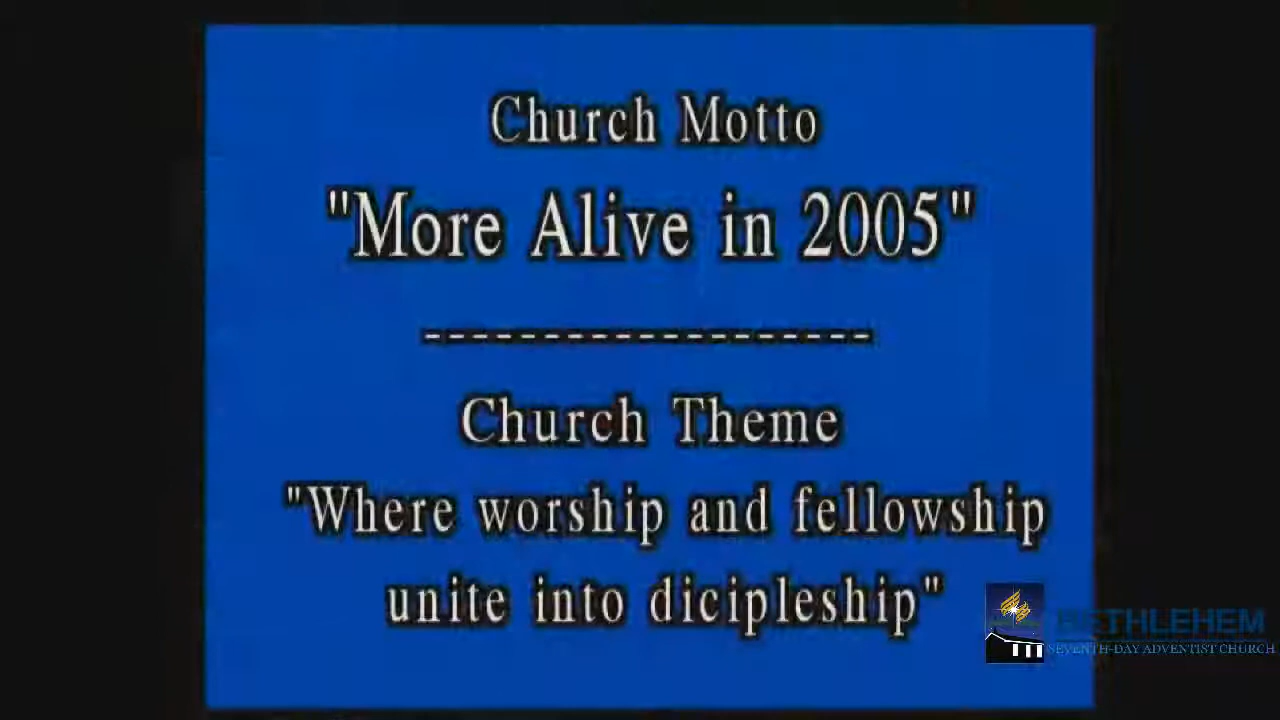 Church Motto
"More Alive in 2005"
-------------------
Church Theme
"Where worship and fellowship
unite into dicipleship"
BETHLEHEM
SEVENTH-DAY ADVENTIST CHURCH